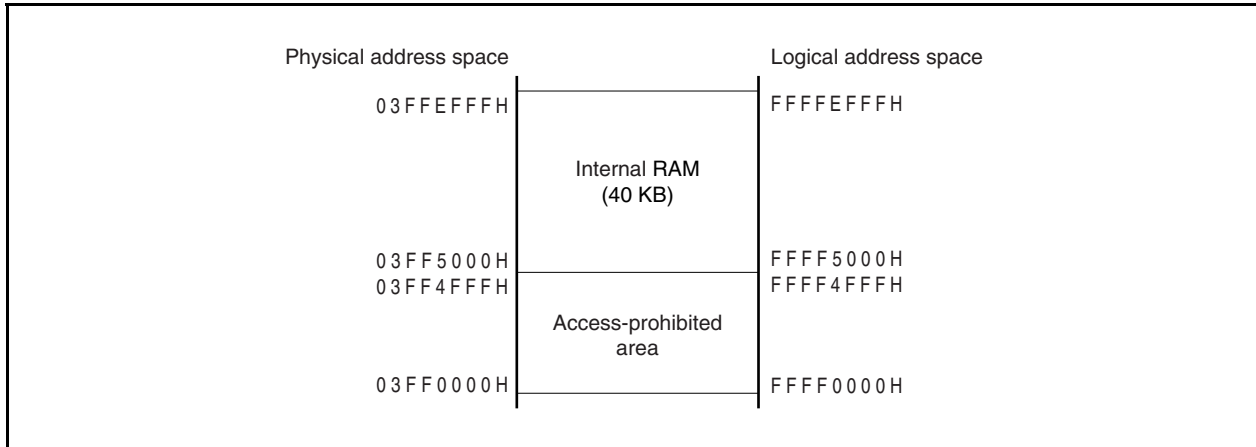 Physical address space
Logical address space
03FFEFFFH
FFFFEFFFH
Internal RAM
(40 KB)
03FF5000H
FFFF5000H
03FF4FFFH
FFFF4FFFH
Access-prohibited
area
03FF0000H
FFFF0000H